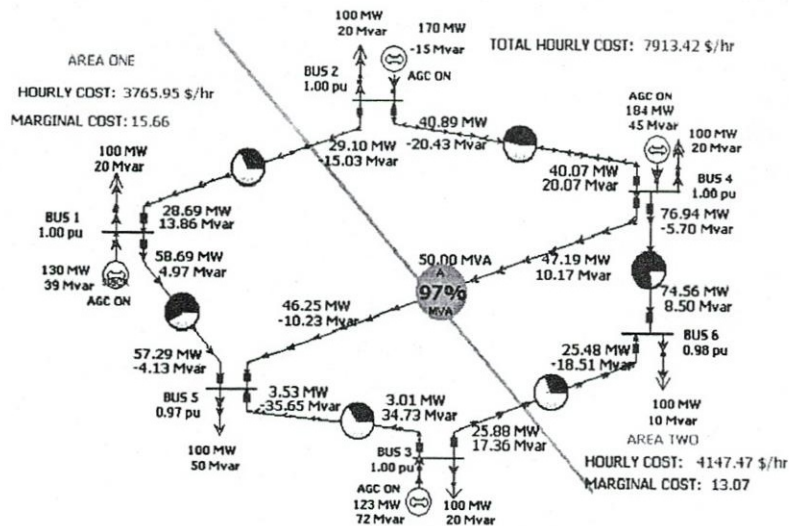 100 MW
20 Mvar
170 MW
-15 Mvar
AGC ON
BUS 2
1.00 pu
TOTAL HOURLY COST: 7913.42 $/hr
AREA ONE
HOURLY COST: 3765.95 $/hr
MARGINAL COST: 15.66
29.10 MW
-15.03 Mvar
40.89 MW
-20.43 Mvar
AGC ON
184 MW
45 Mvar
100 MW
20 Mvar
BUS 4
1.00 pu
40.07 MW
20.07 Mvar
100 MW
20 Mvar
BUS 1
1.00 pu
28.69 MW
13.86 Mvar
58.69 MW
4.97 Mvar
130 MW
39 Mvar
AGC ON
50.00 MVA
A
97%
MVA
47.19 MW
10.17 Mvar
76.94 MW
-5.70 Mvar
74.56 MW
8.50 Mvar
46.25 MW
-10.23 Mvar
BUS 6
0.98 pu
25.48 MW
-18.51 Mvar
57.29 MW
-4.13 Mvar
BUS 5
0.97 pu
3.53 MW
-35.65 Mvar
3.01 MW
34.73 Mvar
25.88 MW
17.36 Mvar
100 MW
10 Mvar
100 MW
50 Mvar
BUS 3
1.00 pu
AGC ON
123 MW
72 Mvar
100 MW
20 Mvar
AREA TWO
HOURLY COST: 4147.47 $/hr
MARGINAL COST: 13.07